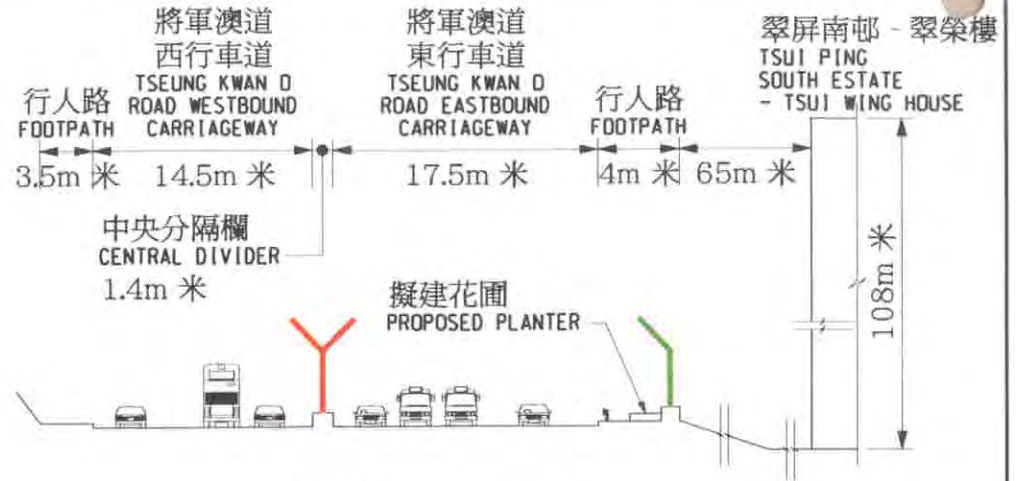 將軍澳道
西行車道
TSEUNG KWAN O
ROAD WESTBOUND
CARRIAGEWAY
將軍澳道
東行車道
TSEUNG KWAN O
ROAD EASTBOUND
CARRIAGEWAY
翠屏南邨 - 翠榮樓
TSUI PING
SOUTH ESTATE
- TSUI WING HOUSE
行人路
FOOTPATH
行人路
FOOTPATH
3.5m 米
14.5m 米
17.5m 米
4m 米
65m 米
中央分隔欄
CENTRAL DIVIDER
1.4m 米
擬建花圃
PROPOSED PLANTER
108m 米